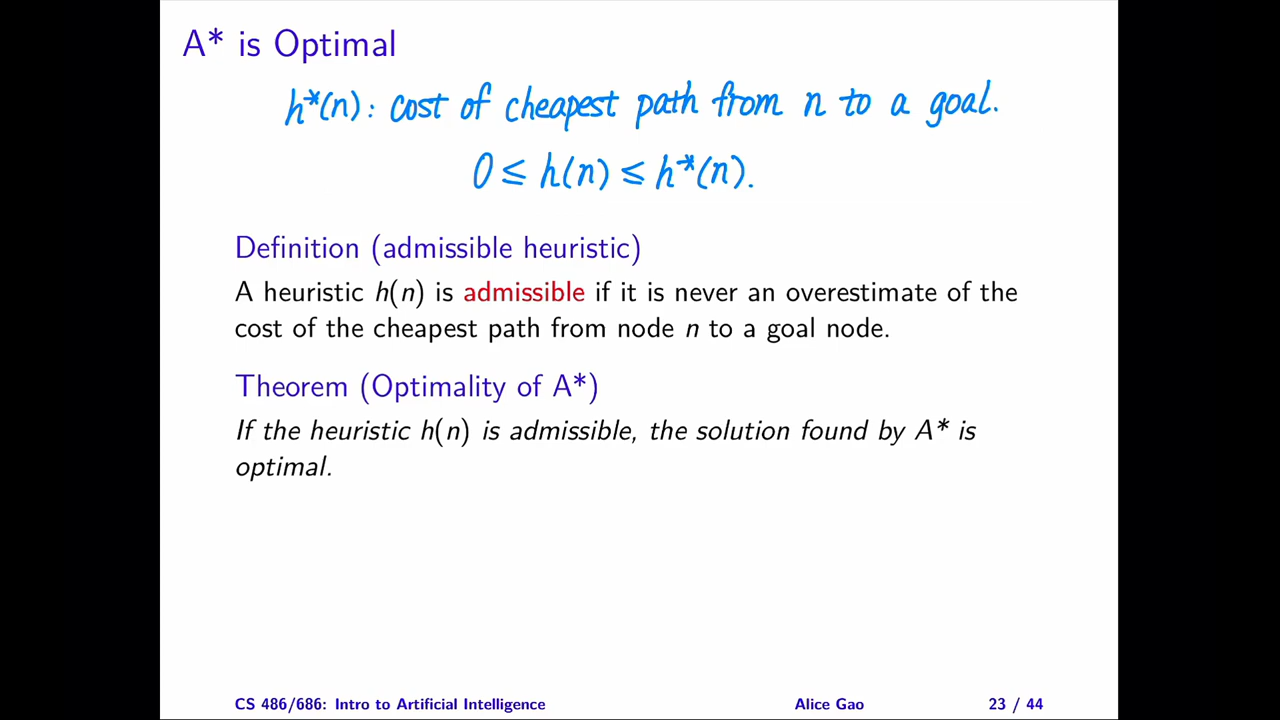 A* is Optimal
h*(n): cost of cheapest path from n to a goal.
0 ≤ h(n) ≤ h*(n).
Definition (admissible heuristic)
A heuristic h(n) is admissible if it is never an overestimate of the
cost of the cheapest path from node n to a goal node.
Theorem (Optimality of A*)
If the heuristic h(n) is admissible, the solution found by A* is
optimal.
CS 486/686: Intro to Artificial Intelligence Alice Gao 23 / 44